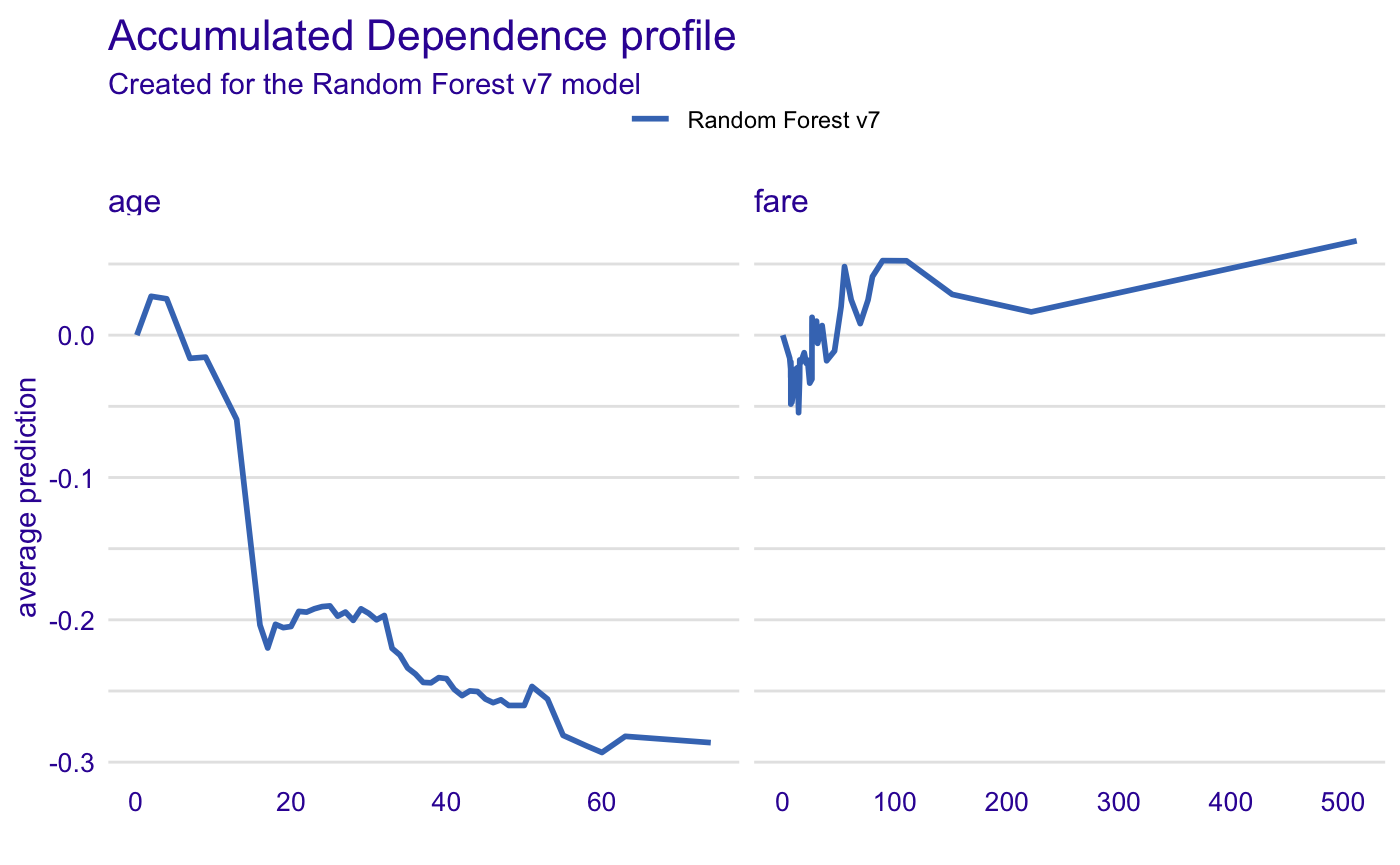 Accumulated Dependence profile
Created for the Random Forest v7 model
Random Forest v7
age
fare
average prediction
0.0
-0.1
-0.2
-0.3
0 20 40 60
0 100 200 300 400 500